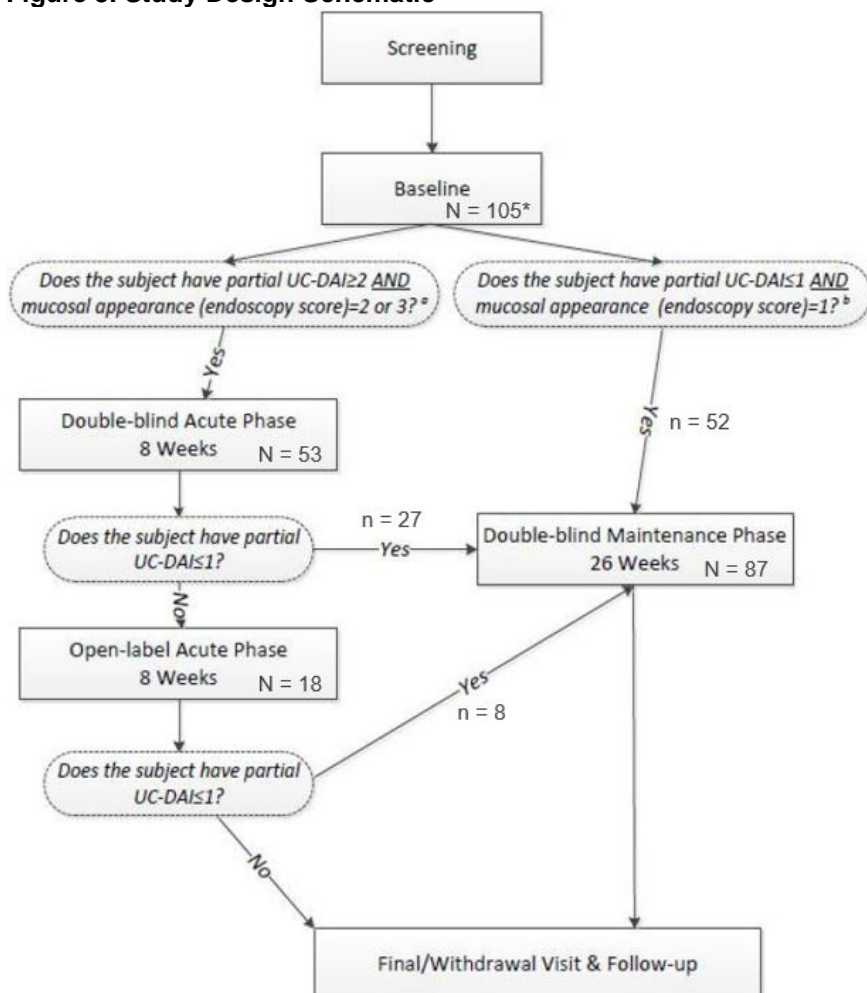 Figure 3. Study Design Schematic
Screening
Baseline
N = 105*
Does the subject have partial UC-DAI≥2 AND
mucosal appearance (endoscopy score)=2 or 3? a
Does the subject have partial UC-DAI≤1 AND
mucosal appearance (endoscopy score)=1? b
Yes
Yes
n = 52
Double-blind Acute Phase
8 Weeks
N = 53
Does the subject have partial
UC-DAI≤1?
n = 27
Yes
Double-blind Maintenance Phase
26 Weeks
N = 87
No
Open-label Acute Phase
8 Weeks
N = 18
Yes
n = 8
Does the subject have partial
UC-DAI≤1?
No
Final/Withdrawal Visit & Follow-up